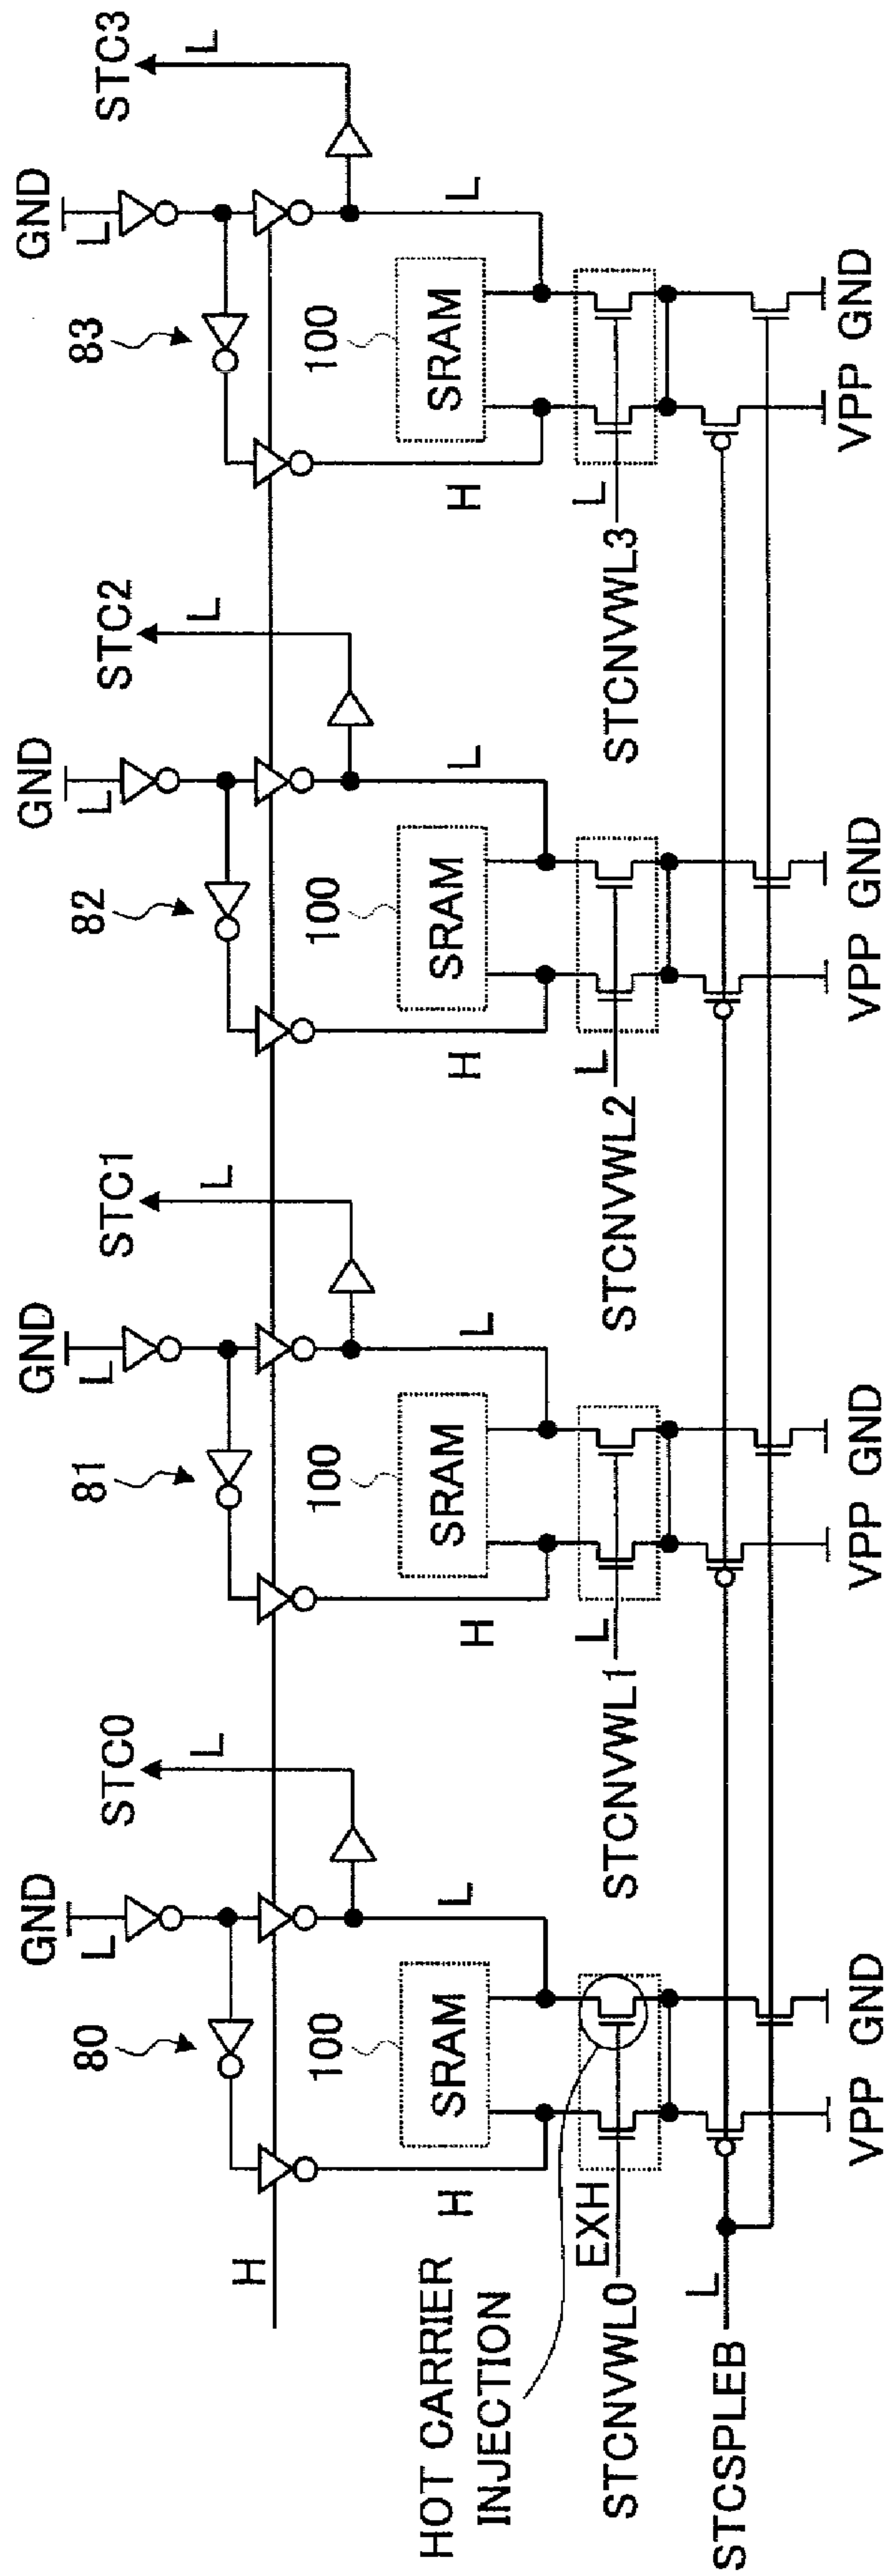 STC0
STC1
STC2
STC3
GND
L
L
GND
L
L
GND
L
L
GND
L
L
80
81
82
83
H
100
SRAM
H
L
100
SRAM
H
L
100
SRAM
H
L
100
SRAM
H
L
HOT CARRIER
INJECTION
EXH
STCNVWL0
L
STCNVWL1
L
STCNVWL2
L
STCNVWL3
L
STCSPLEB
VPP GND
VPP GND
VPP GND
VPP GND